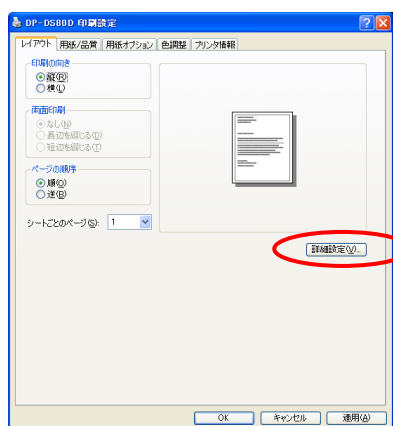 DP-DS80D 印刷設定
レイアウト 用紙/品質 用紙オプション 色調整 プリンタ情報
印刷の向き
縦(R)
横(L)
両面印刷
なし(N)
長辺を綴じる(D)
短辺を綴じる(T)
ページの順序
順(O)
逆(B)
シートごとのページ(S): 1
詳細設定(V)...
OK キャンセル 適用(A)